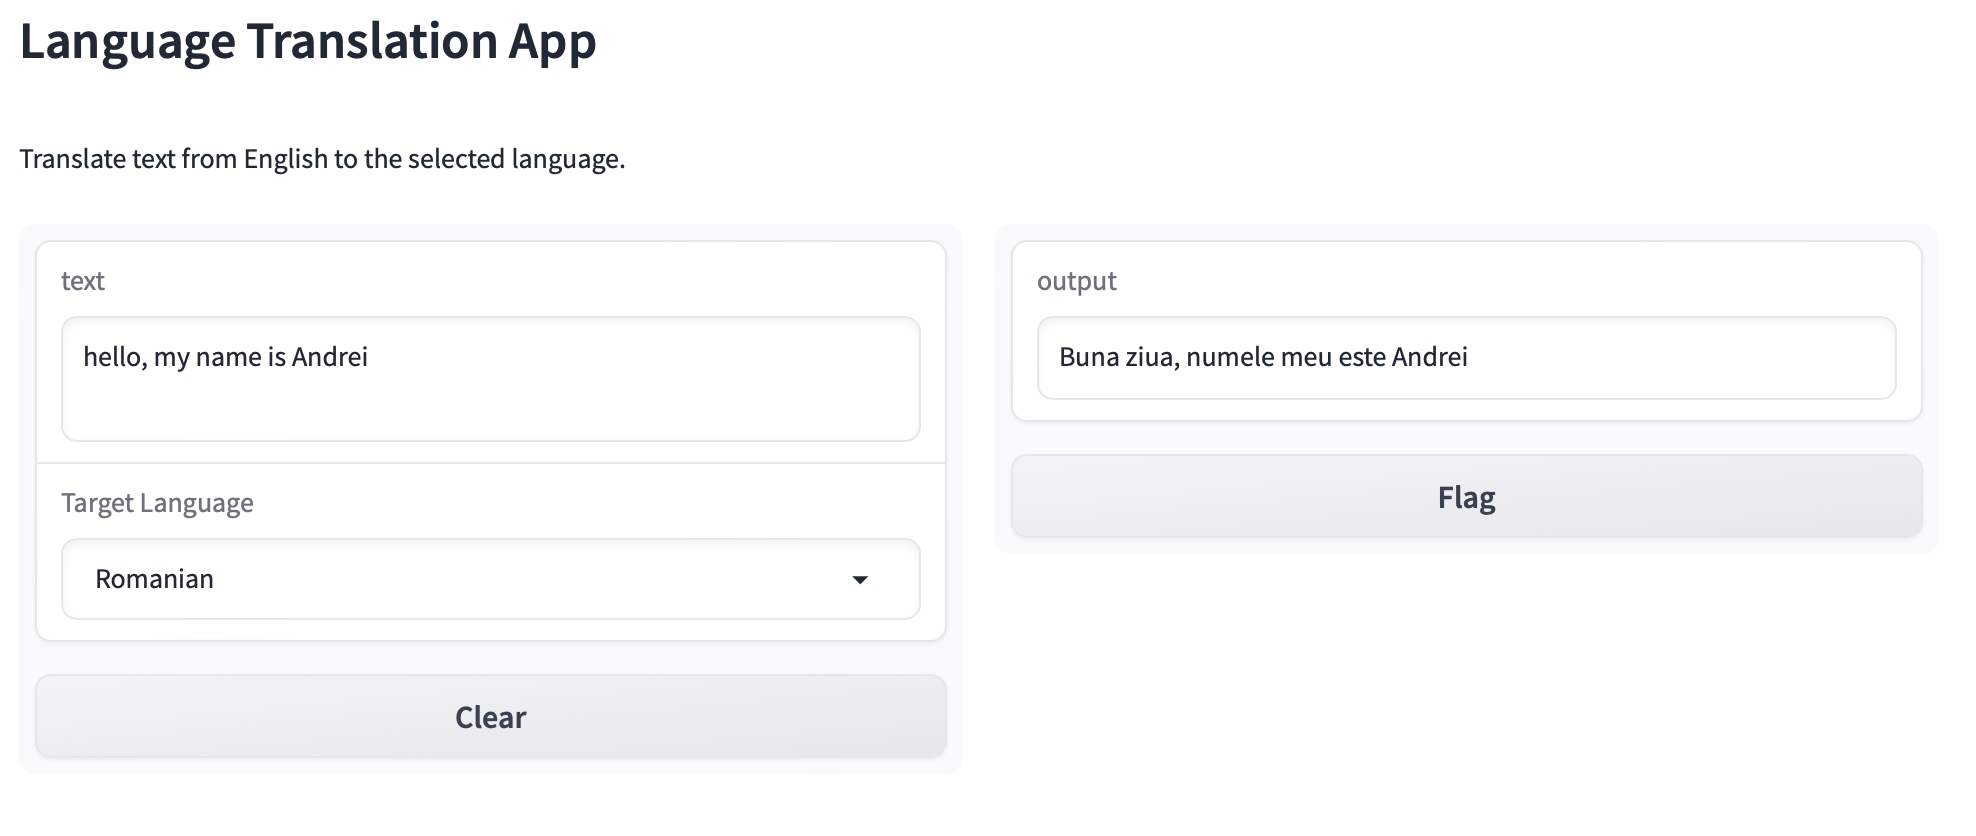 Language Translation App
Translate text from English to the selected language.
text
hello, my name is Andrei
Target Language
Romanian
Clear
output
Buna ziua, numele meu este Andrei
Flag